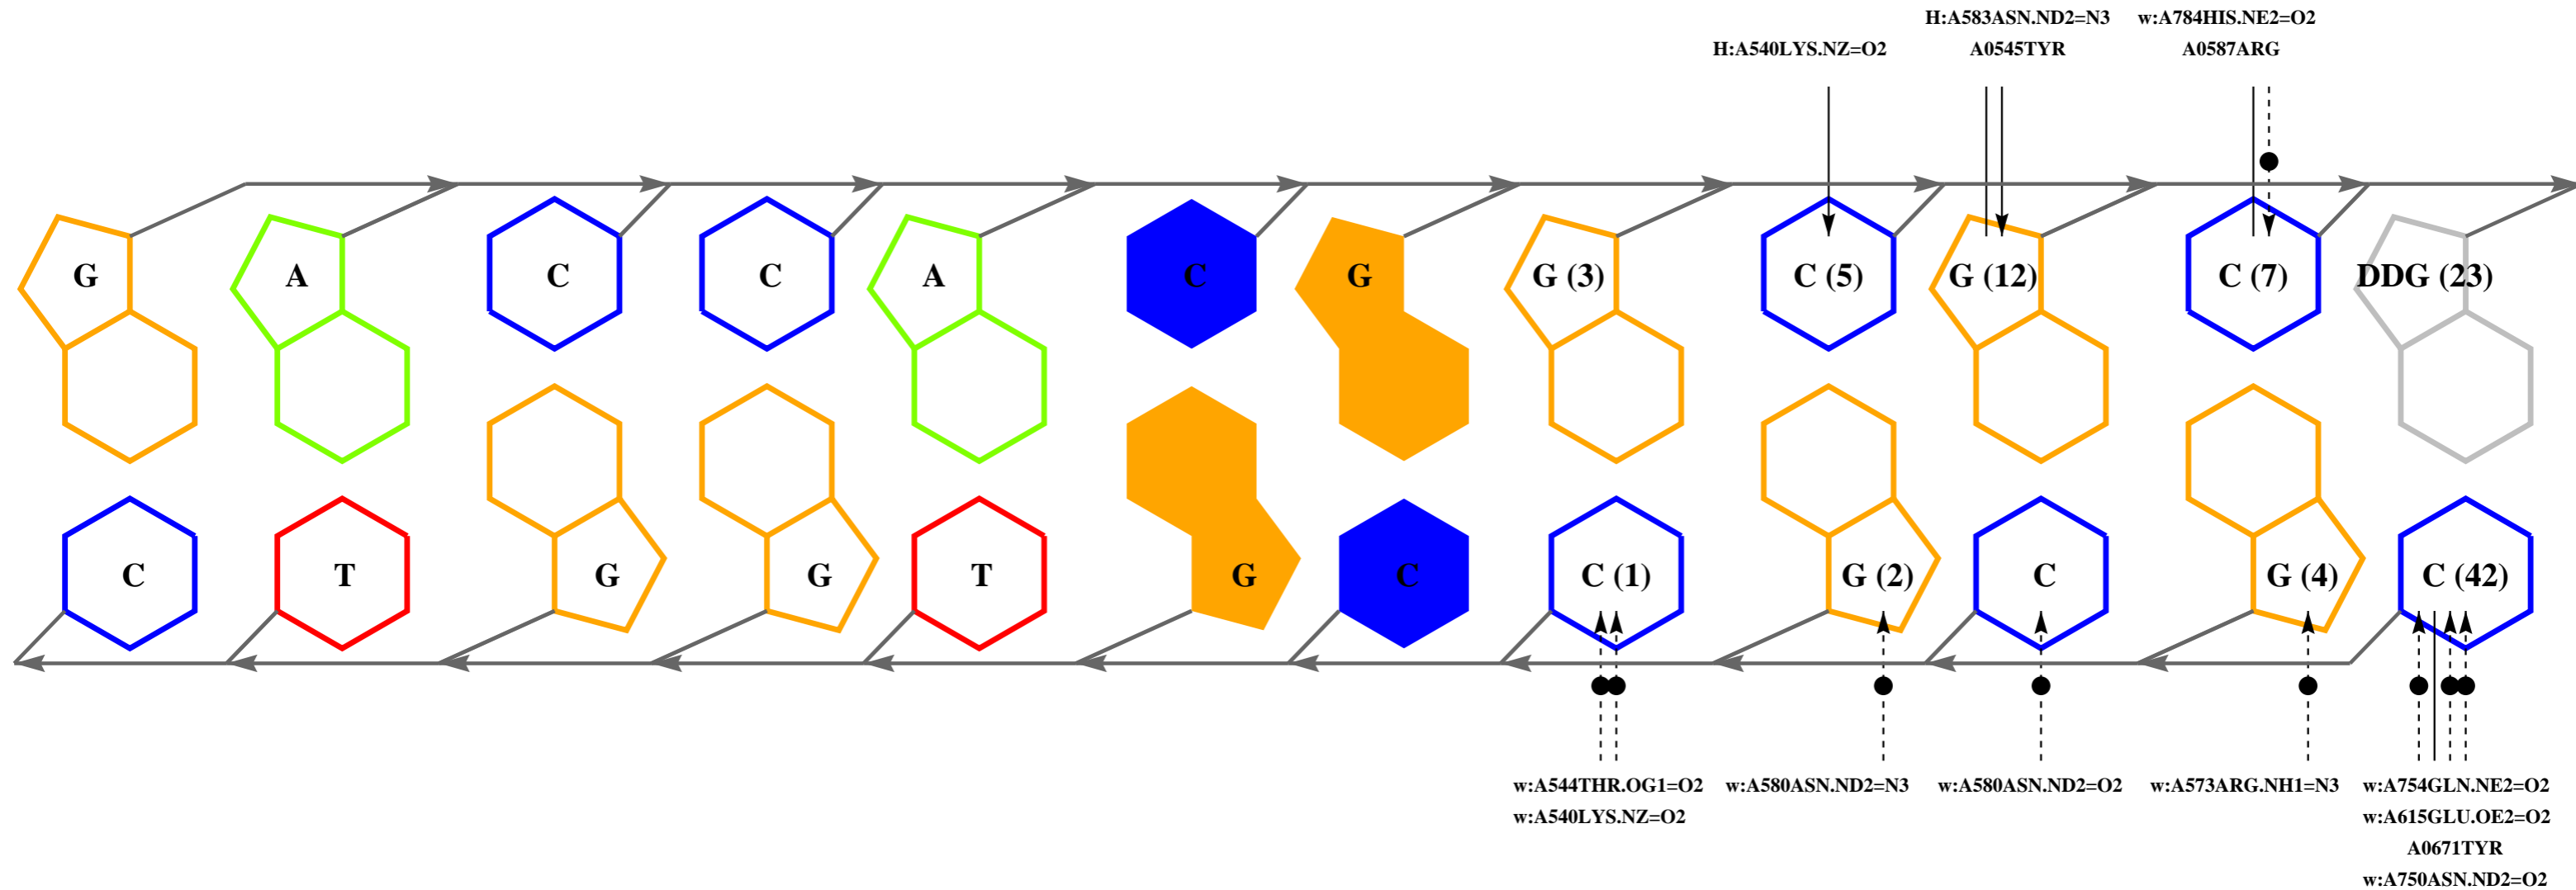 H:A583ASN.ND2=N3 w:A784HIS.NE2=O2
H:A540LYS.NZ=O2 A0545TYR A0587ARG
G A C C A C G G (3) C (5) G (12) C (7) DDG (23)
C T G G T G C C (1) G (2) C G (4) C (42)
w:A544THR.OG1=O2 w:A580ASN.ND2=N3 w:A580ASN.ND2=O2 w:A573ARG.NH1=N3 w:A754GLN.NE2=O2
w:A540LYS.NZ=O2 w:A615GLU.OE2=O2
A0671TYR
w:A750ASN.ND2=O2